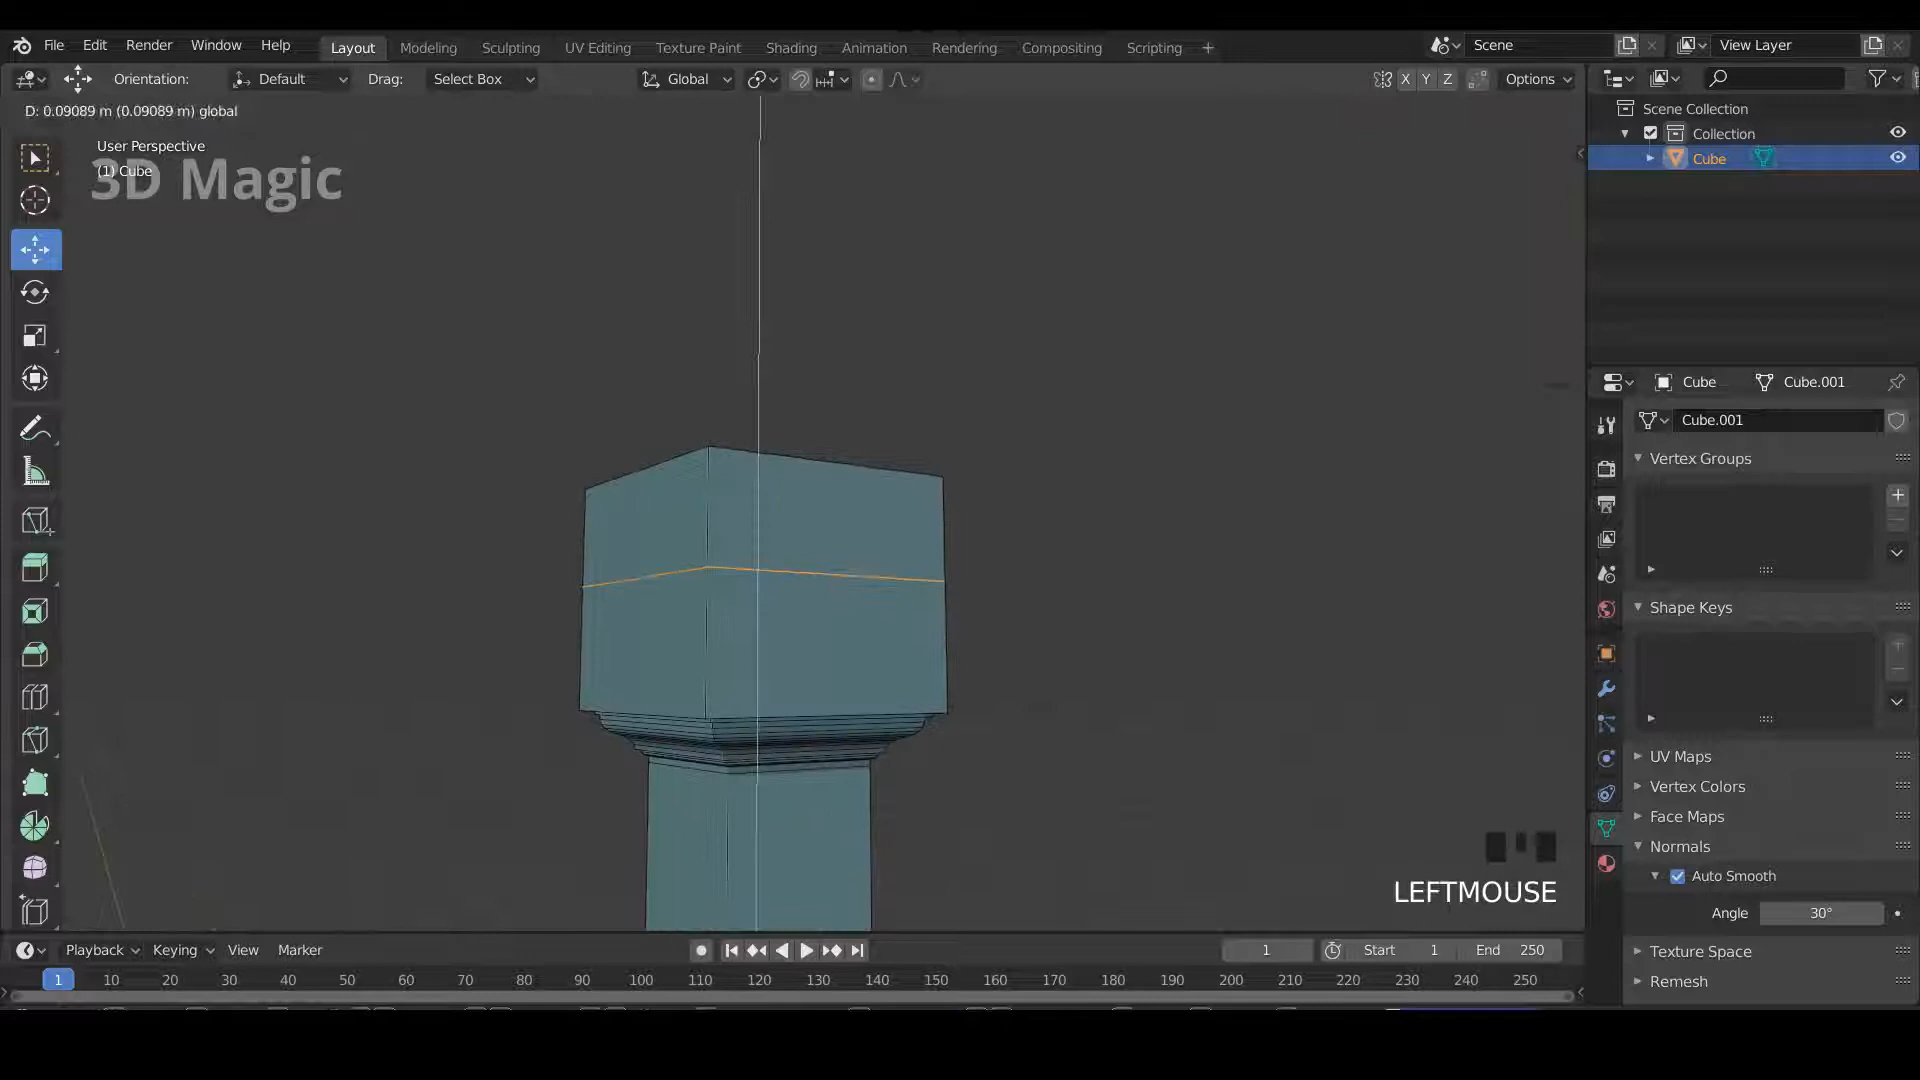 File Edit Render Window Help Layout Modeling Sculpting UV Editing Texture Paint Shading Animation Rendering Compositing Scripting + Scene View Layer
Orientation: Default Drag: Select Box Global X Y Z Options
D: 0.09089 m (0.09089 m) global
User Perspective
(1) Cube
3D Magic
Scene Collection
Collection
Cube
Cube Cube.001
Cube.001
Vertex Groups
Shape Keys
UV Maps
Vertex Colors
Face Maps
Normals
Auto Smooth
Angle 30°
Texture Space
Remesh
LEFTMOUSE
Playback Keying View Marker 1 Start 1 End 250
1 10 20 30 40 50 60 70 80 90 100 110 120 130 140 150 160 170 180 190 200 210 220 230 240 250